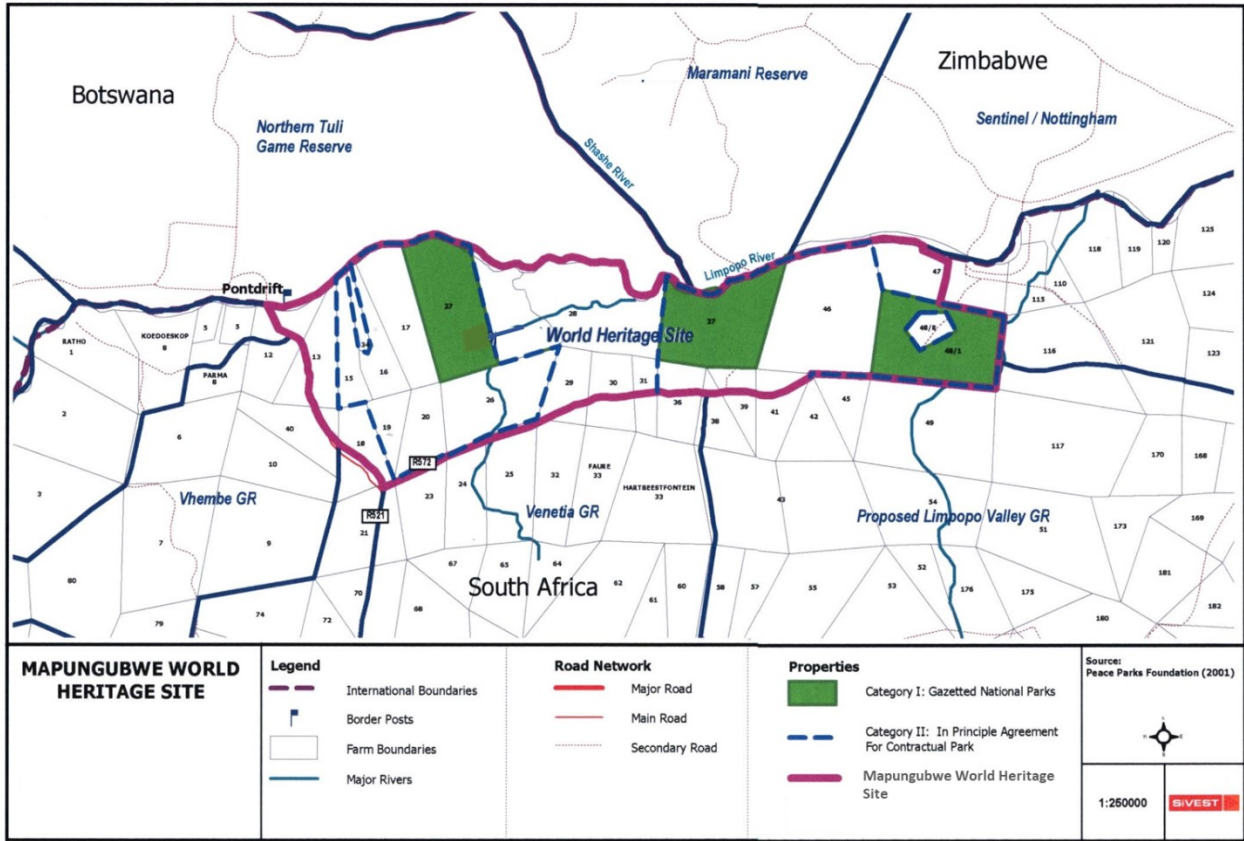 Botswana
Zimbabwe
Maramani Reserve
Sentinel / Nottingham
Northern Tuli
Game Reserve
Shashe River
Limpopo River
Pontdrift
World Heritage Site
RATHO
1
KOEDOESKOP
8
5
5
PARMA
8
12
13
15
16
17
27
28
37
46
47
48/1
115
110
118
119
120
125
124
123
121
116
2
6
40
10
18
19
20
26
29
30
31
36
38
39
41
42
45
49
117
170
168
R572
R521
Vhembe GR
Venetia GR
Proposed Limpopo Valley GR
3
7
9
21
23
24
25
32
FAURE
33
HARTBEESTFONTEIN
33
43
54
51
173
169
South Africa
80
79
74
72
70
68
67
65
64
62
61
60
58
57
55
53
52
176
175
180
181
182
MAPUNGUBWE WORLD
HERITAGE SITE
Legend
International Boundaries
Border Posts
Farm Boundaries
Major Rivers
Road Network
Major Road
Main Road
Secondary Road
Properties
Category I: Gazetted National Parks
Category II: In Principle Agreement
For Contractual Park
Mapungubwe World Heritage
Site
Source:
Peace Parks Foundation (2001)
1:250000
SiVEST